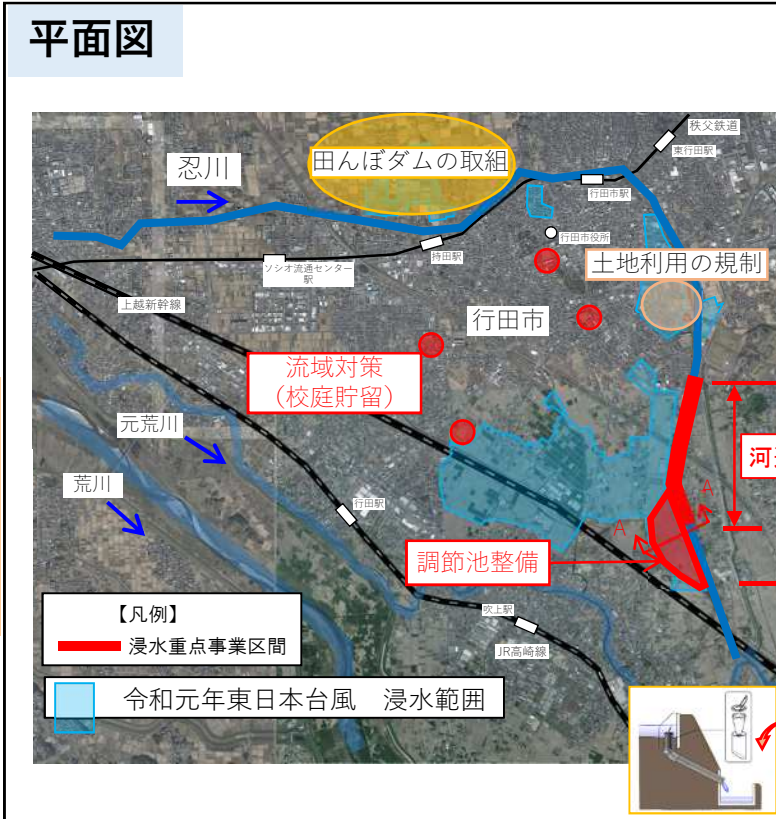 平面図
秩父鉄道
東行田駅
田んぼダムの取組
忍川
行田市駅
行田市役所
持田駅
土地利用の規制
ソシオ流通センター
駅
上越新幹線
行田市
流域対策
（校庭貯留）
元荒川
河
荒川
行田駅
A
A
調節池整備
【凡例】
浸水重点事業区間
吹上駅
JR高崎線
令和元年東日本台風　浸水範囲